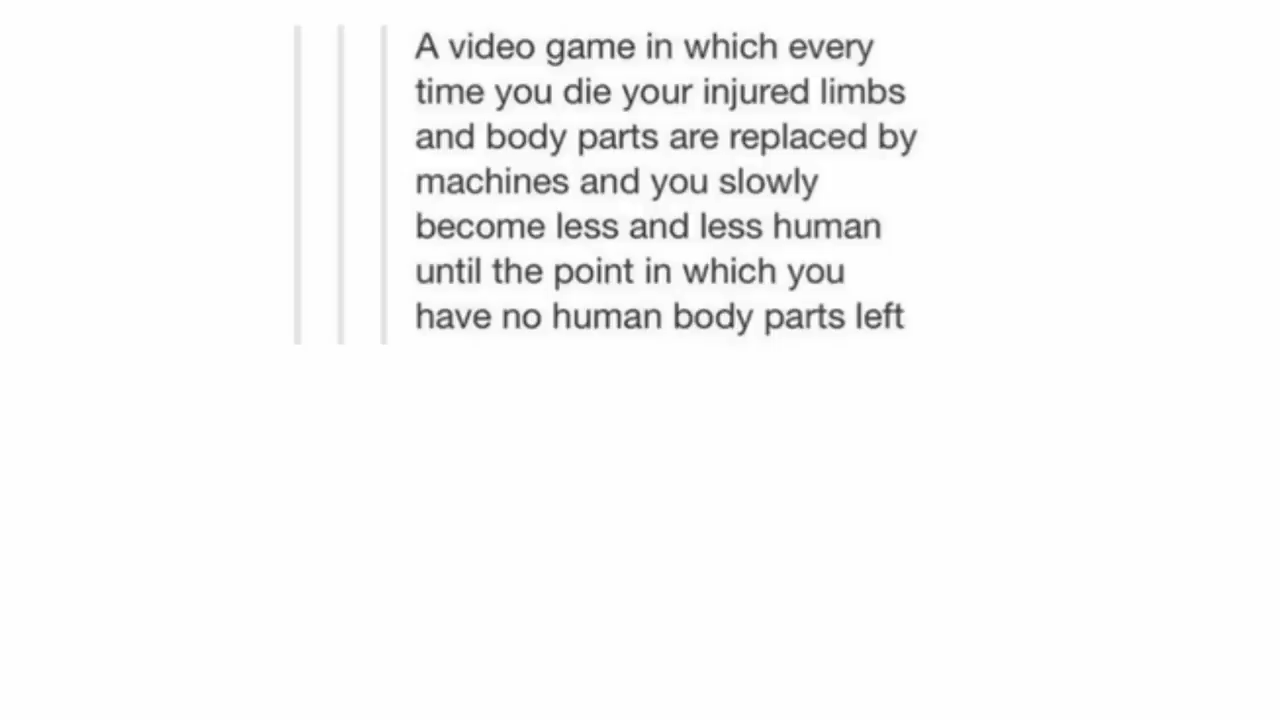 A video game in which every
time you die your injured limbs
and body parts are replaced by
machines and you slowly
become less and less human
until the point in which you
have no human body parts left